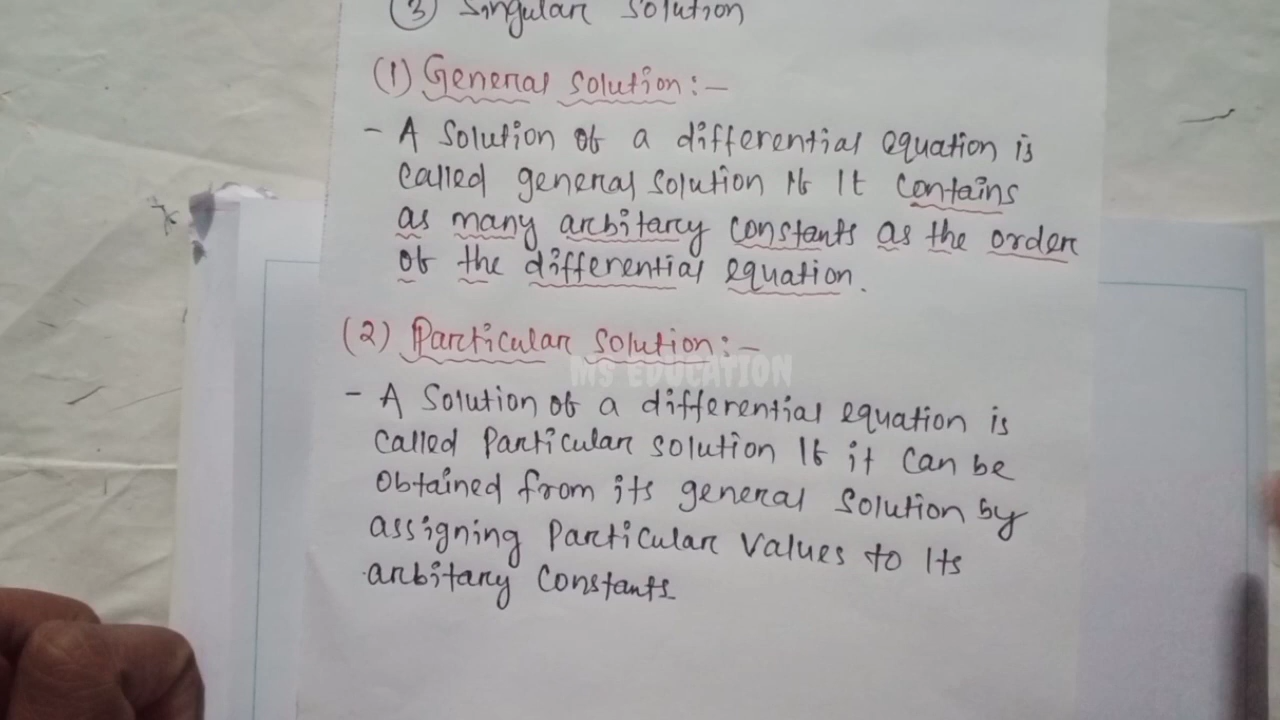 (3) Singular Solution
(1) General Solution :-
- A Solution of a differential equation is
called general solution if It contains
as many arbitary constants as the order
of the differential equation.
(2) Particular Solution :-
MS EDUCATION
- A Solution of a differential equation is
called Particular solution If it can be
obtained from its general solution by
assigning Particular values to Its
arbitary constants